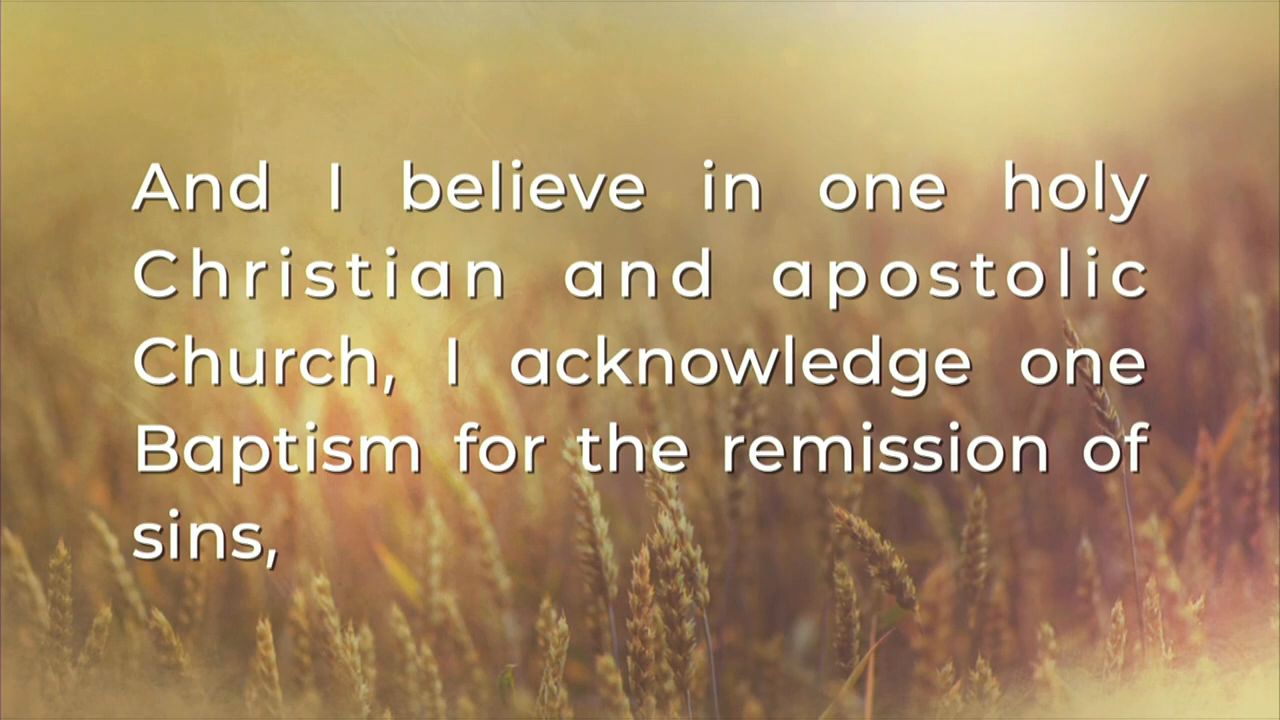 And I believe in one holy
Christian and apostolic
Church, I acknowledge one
Baptism for the remission of
sins,